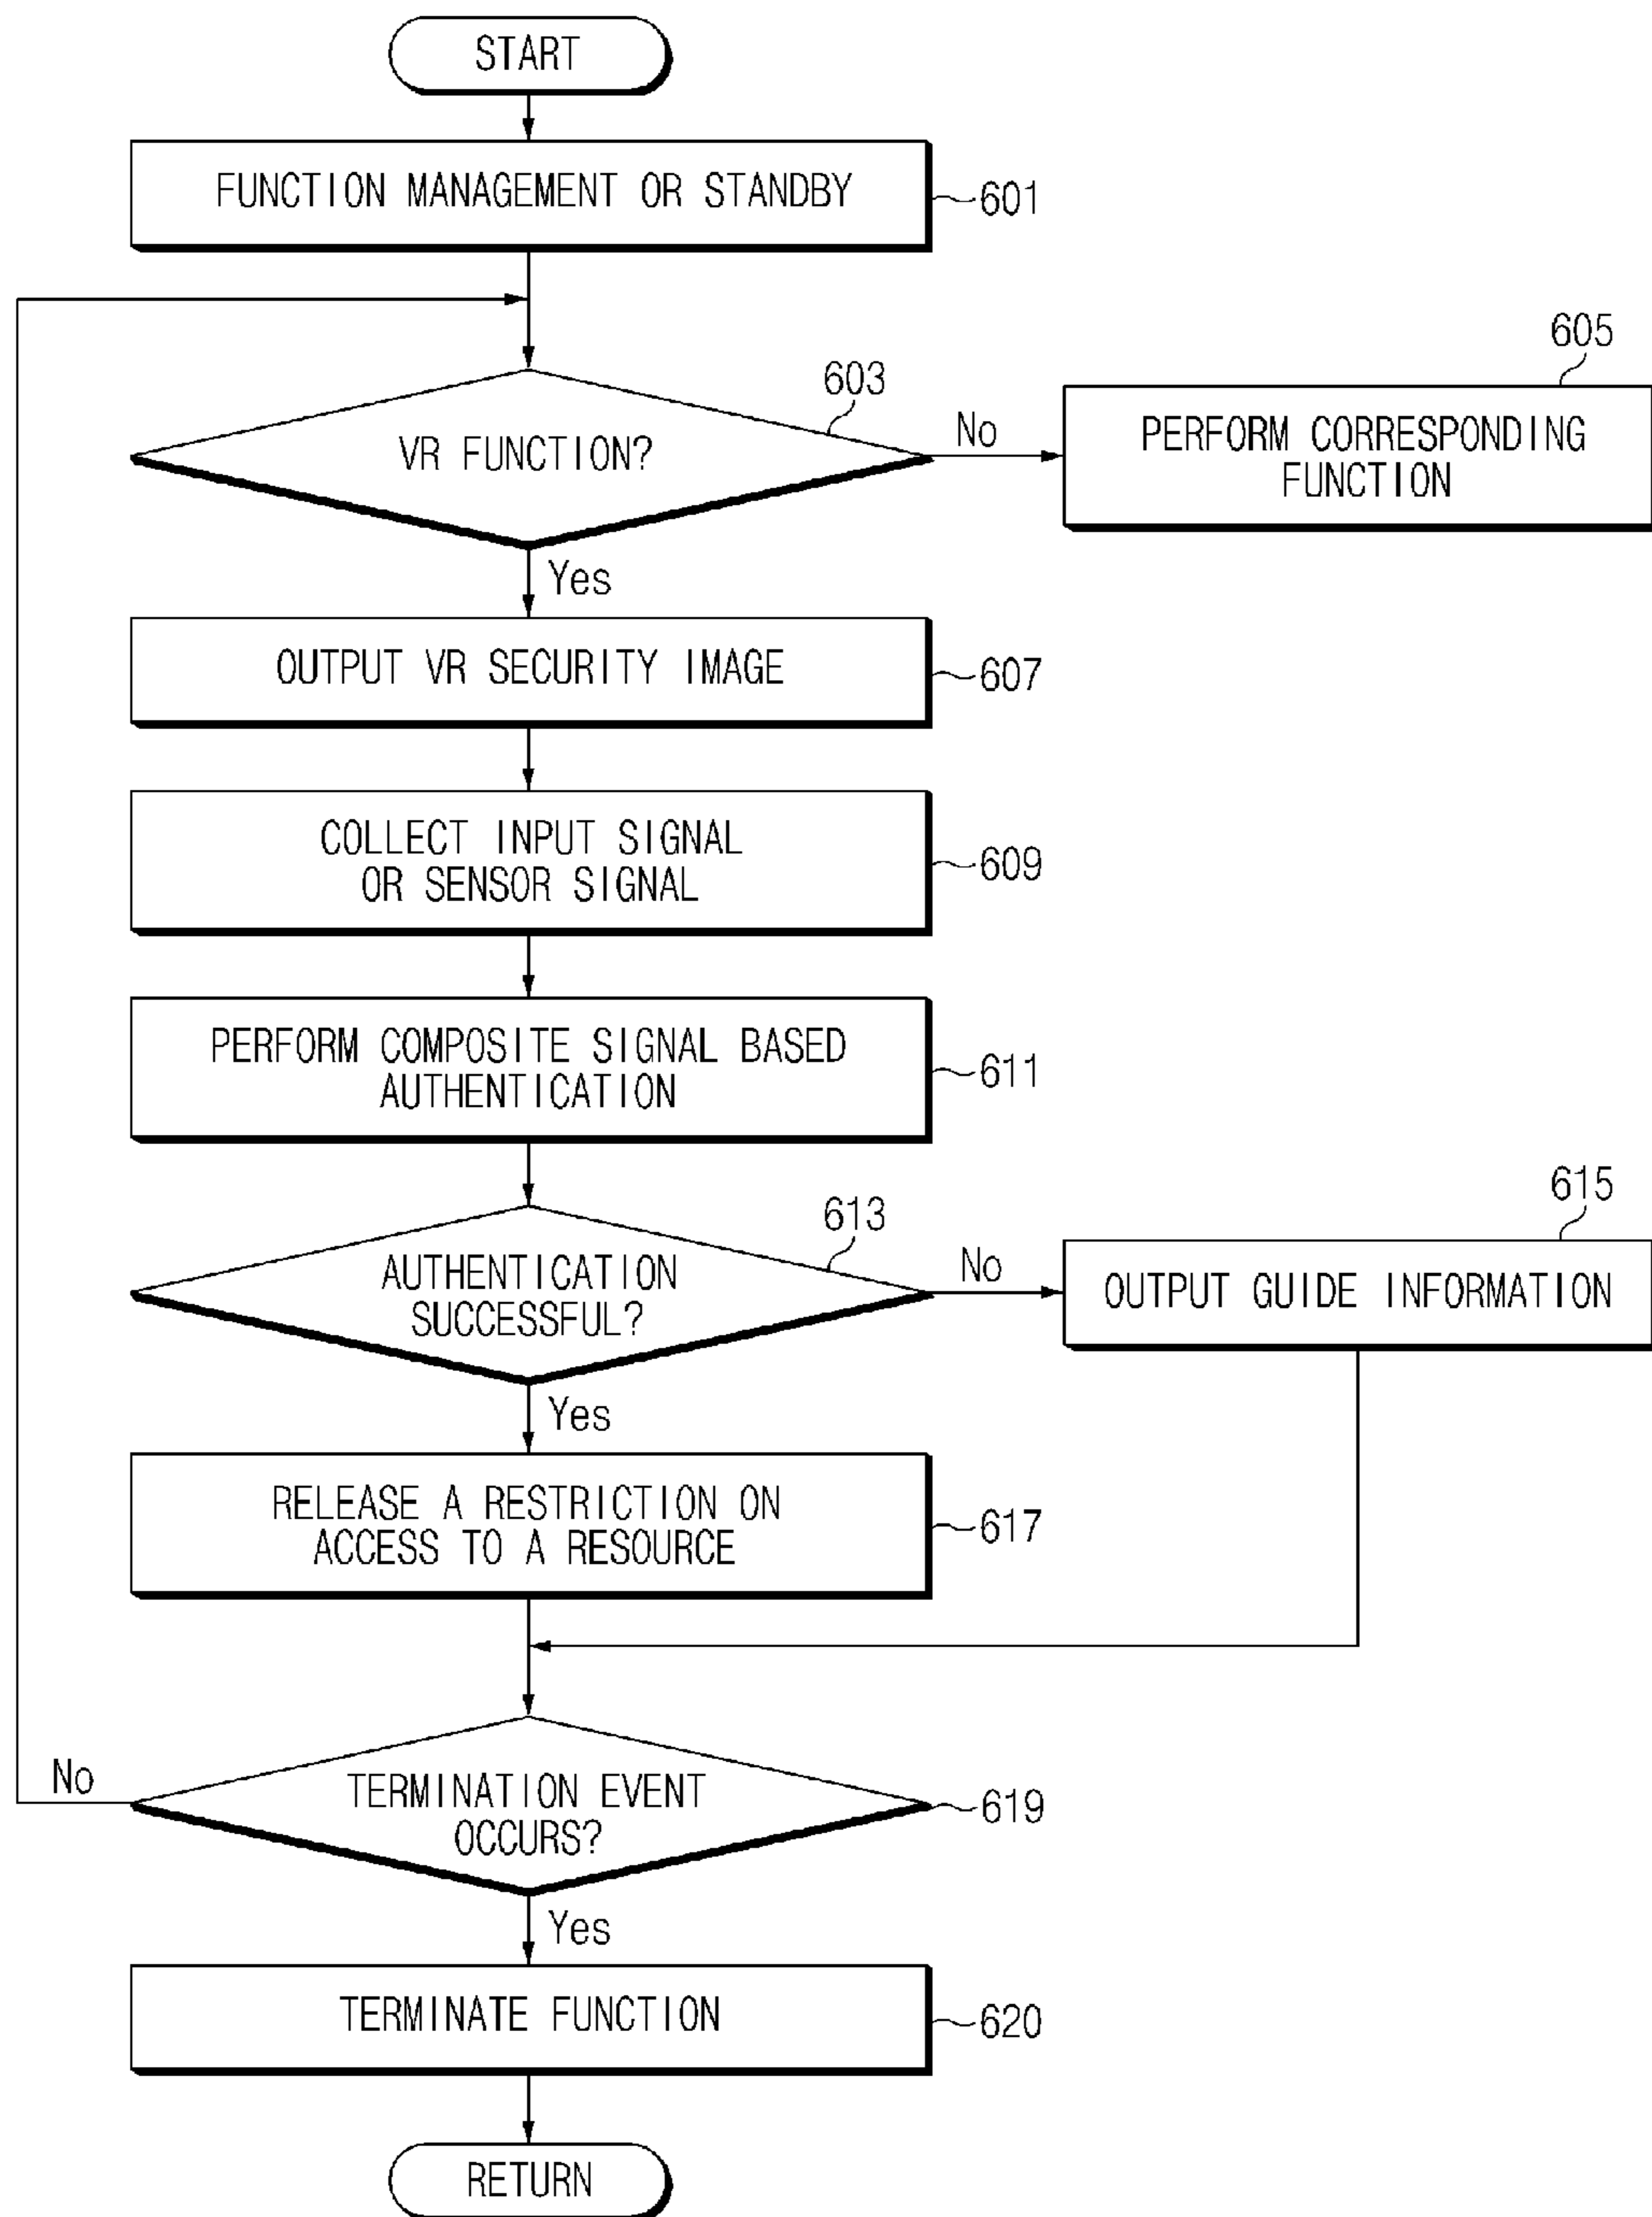 START
FUNCTION MANAGEMENT OR STANDBY
601
603
VR FUNCTION?
No
605
PERFORM CORRESPONDING
FUNCTION
Yes
OUTPUT VR SECURITY IMAGE
607
COLLECT INPUT SIGNAL
OR SENSOR SIGNAL
609
PERFORM COMPOSITE SIGNAL BASED
AUTHENTICATION
611
613
AUTHENTICATION
SUCCESSFUL?
No
615
OUTPUT GUIDE INFORMATION
Yes
RELEASE A RESTRICTION ON
ACCESS TO A RESOURCE
617
No
TERMINATION EVENT
OCCURS?
619
Yes
TERMINATE FUNCTION
620
RETURN